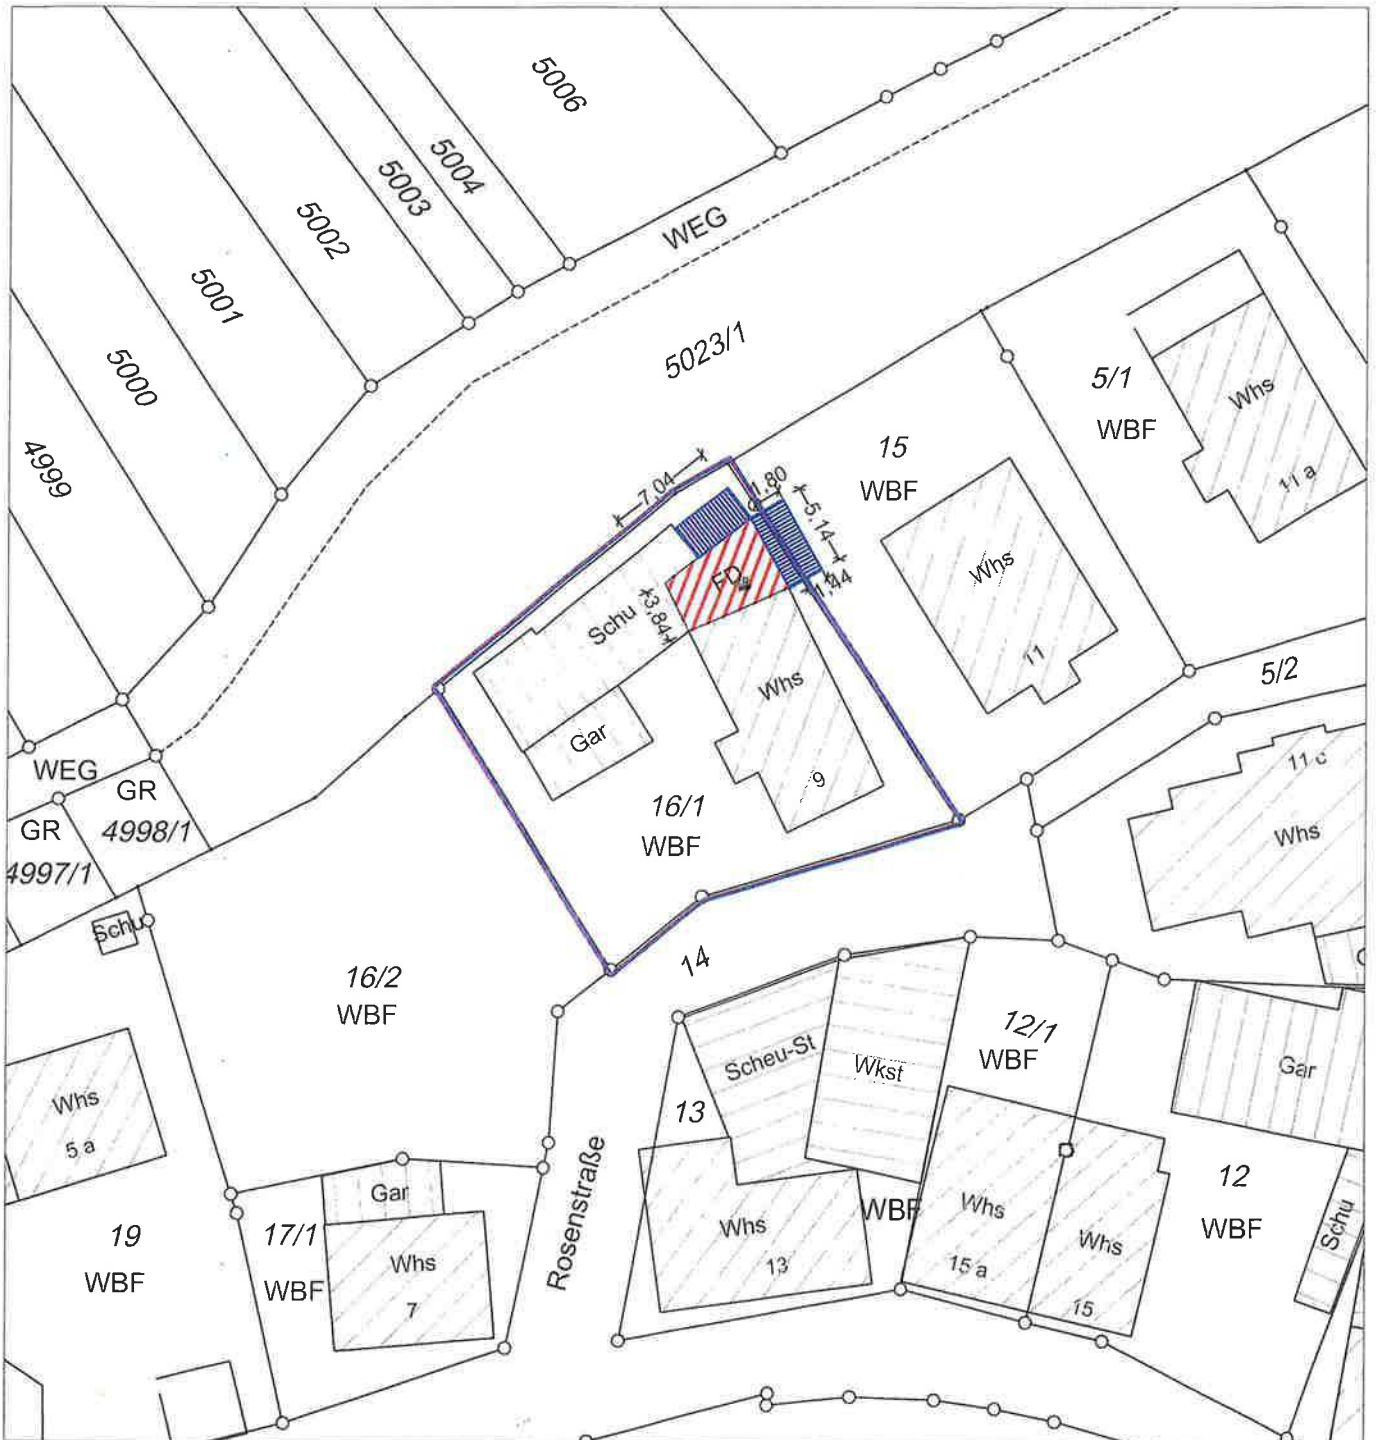 5006
5004
5003
5002
5001
5000
4999
WEG
5023/1
5/1
WBF
Whs
11 a
15
WBF
Whs
11
7,04
1,80
5,14
1,44
3,84
FD
Schu
Gar
Whs
9
16/1
WBF
5/2
11 c
Whs
WEG
GR
4998/1
GR
4997/1
Schu
16/2
WBF
14
Scheu-St
Wkst
12/1
WBF
Gar
13
Whs
5 a
Gar
Whs
7
17/1
WBF
19
WBF
Rosenstraße
Whs
13
WBF
Whs
15 a
Whs
15
12
WBF
Schu